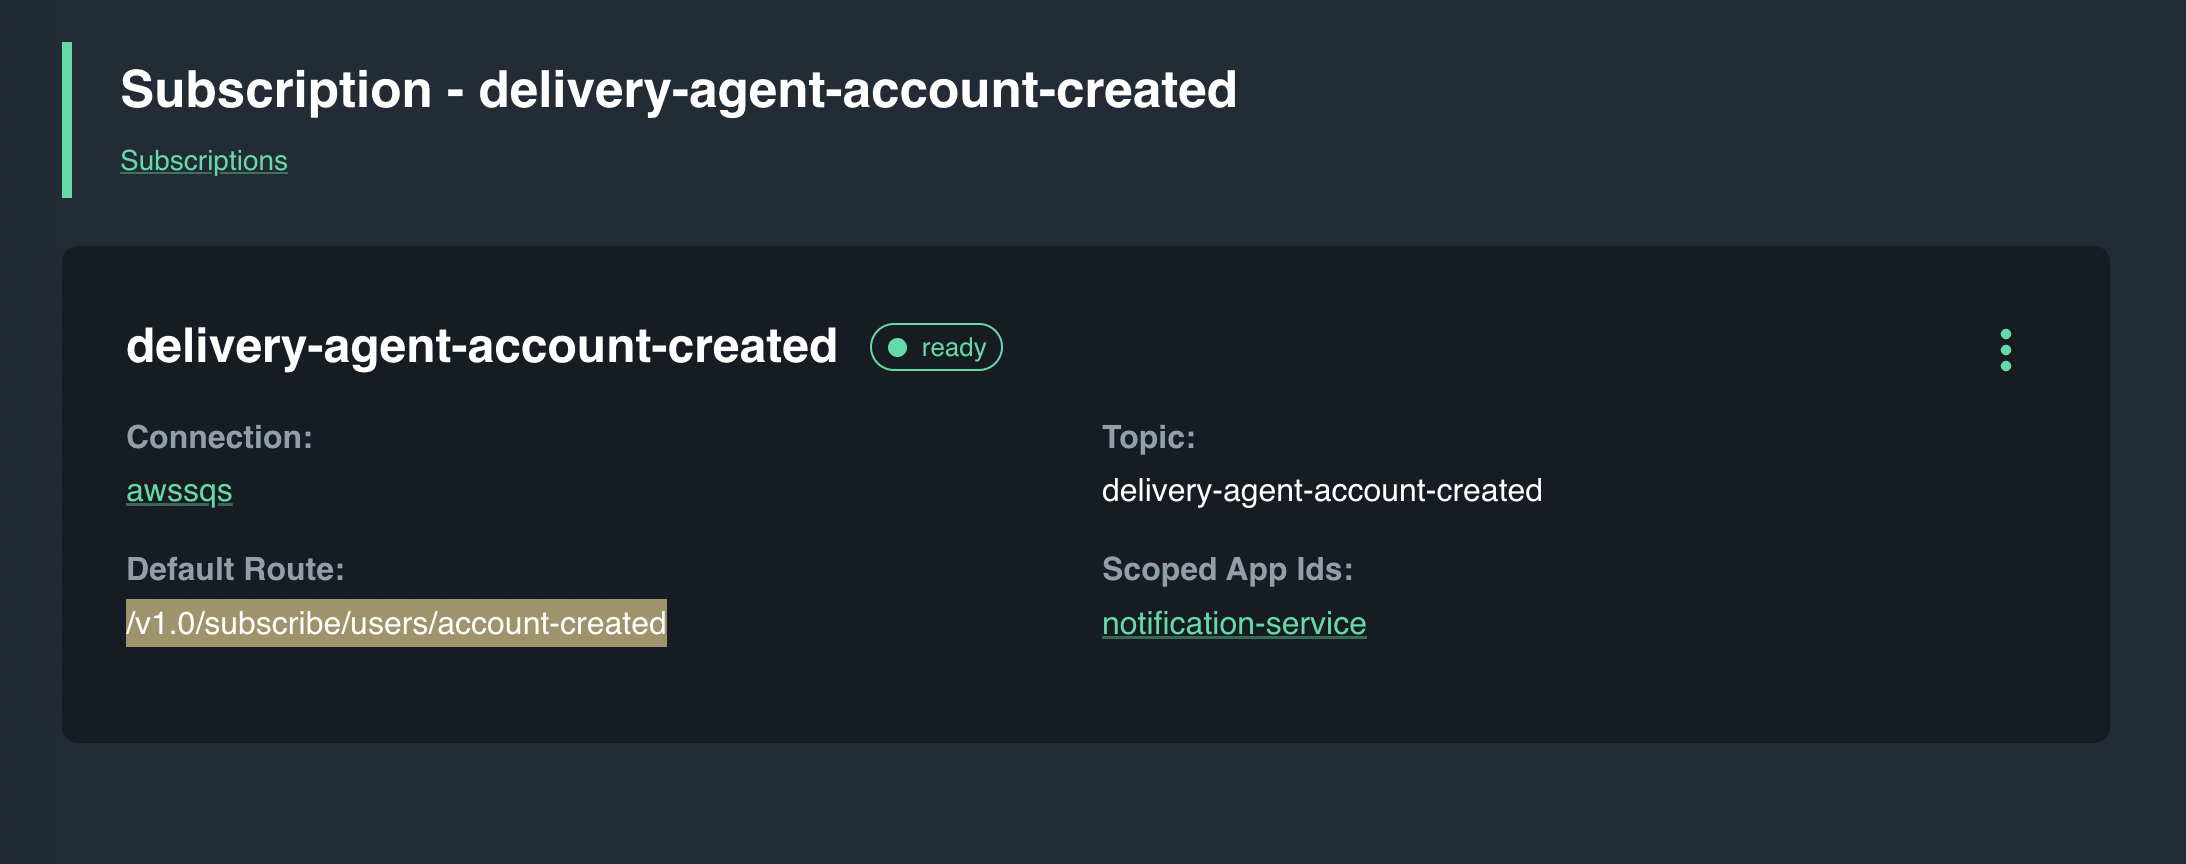 Subscription - delivery-agent-account-created
Subscriptions
delivery-agent-account-created
ready
Connection:
awssqs
Topic:
delivery-agent-account-created
Default Route:
/v1.0/subscribe/users/account-created
Scoped App Ids:
notification-service